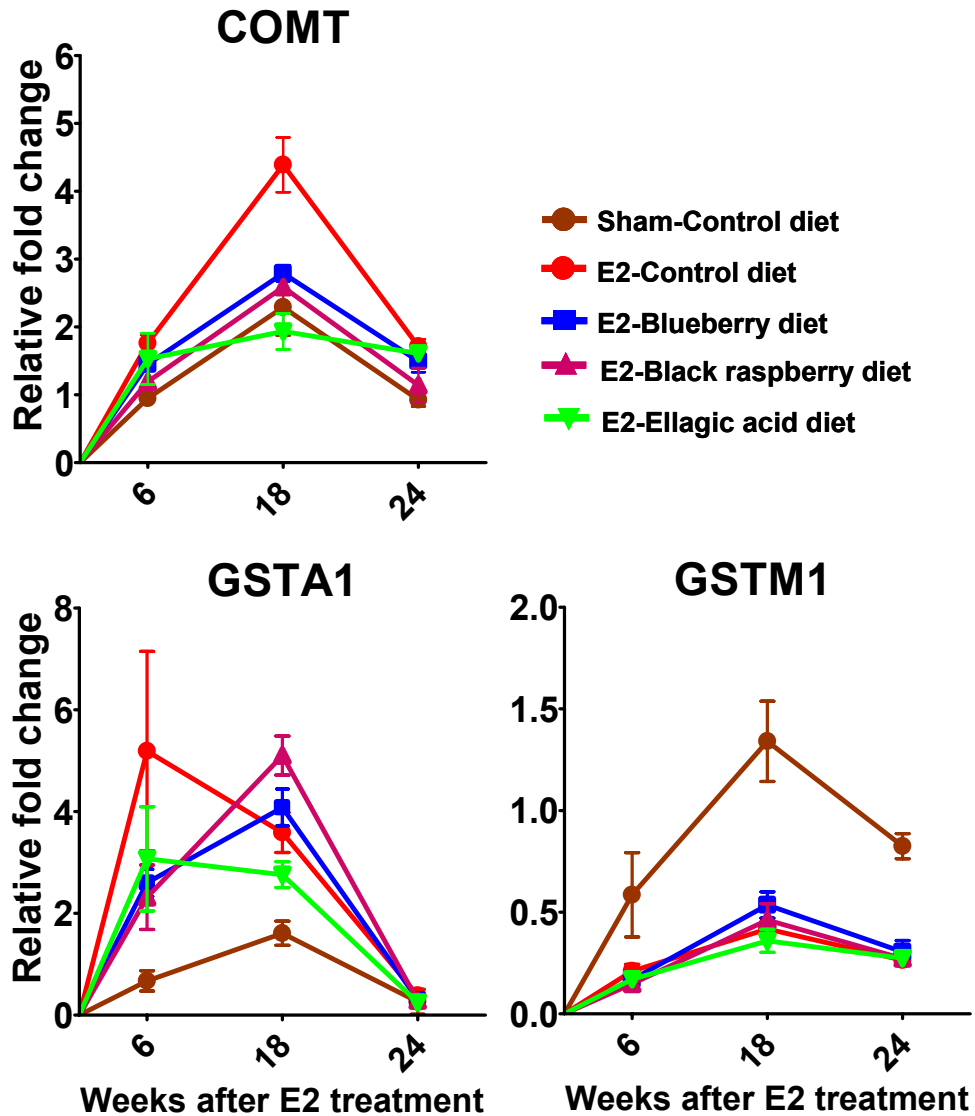 COMT
Relative fold change
6
5
4
3
2
1
0
6
18
24
Sham-Control diet
E2-Control diet
E2-Blueberry diet
E2-Black raspberry diet
E2-Ellagic acid diet
GSTA1
Relative fold change
8
6
4
2
0
6
18
24
Weeks after E2 treatment
GSTM1
2.0
1.5
1.0
0.5
0.0
6
18
24
Weeks after E2 treatment